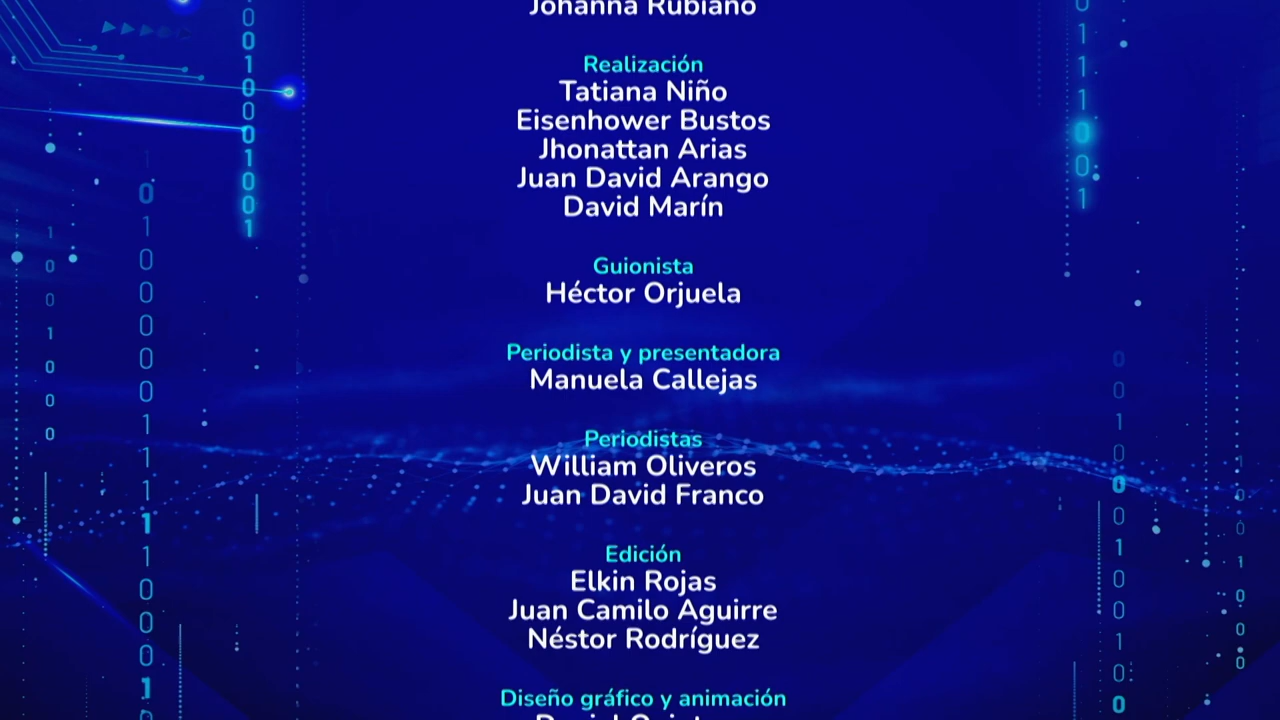 Johanna Rubiano
Realización
Tatiana Niño
Eisenhower Bustos
Jhonattan Arias
Juan David Arango
David Marín
Guionista
Héctor Orjuela
Periodista y presentadora
Manuela Callejas
Periodistas
William Oliveros
Juan David Franco
Edición
Elkin Rojas
Juan Camilo Aguirre
Néstor Rodríguez
Diseño gráfico y animación